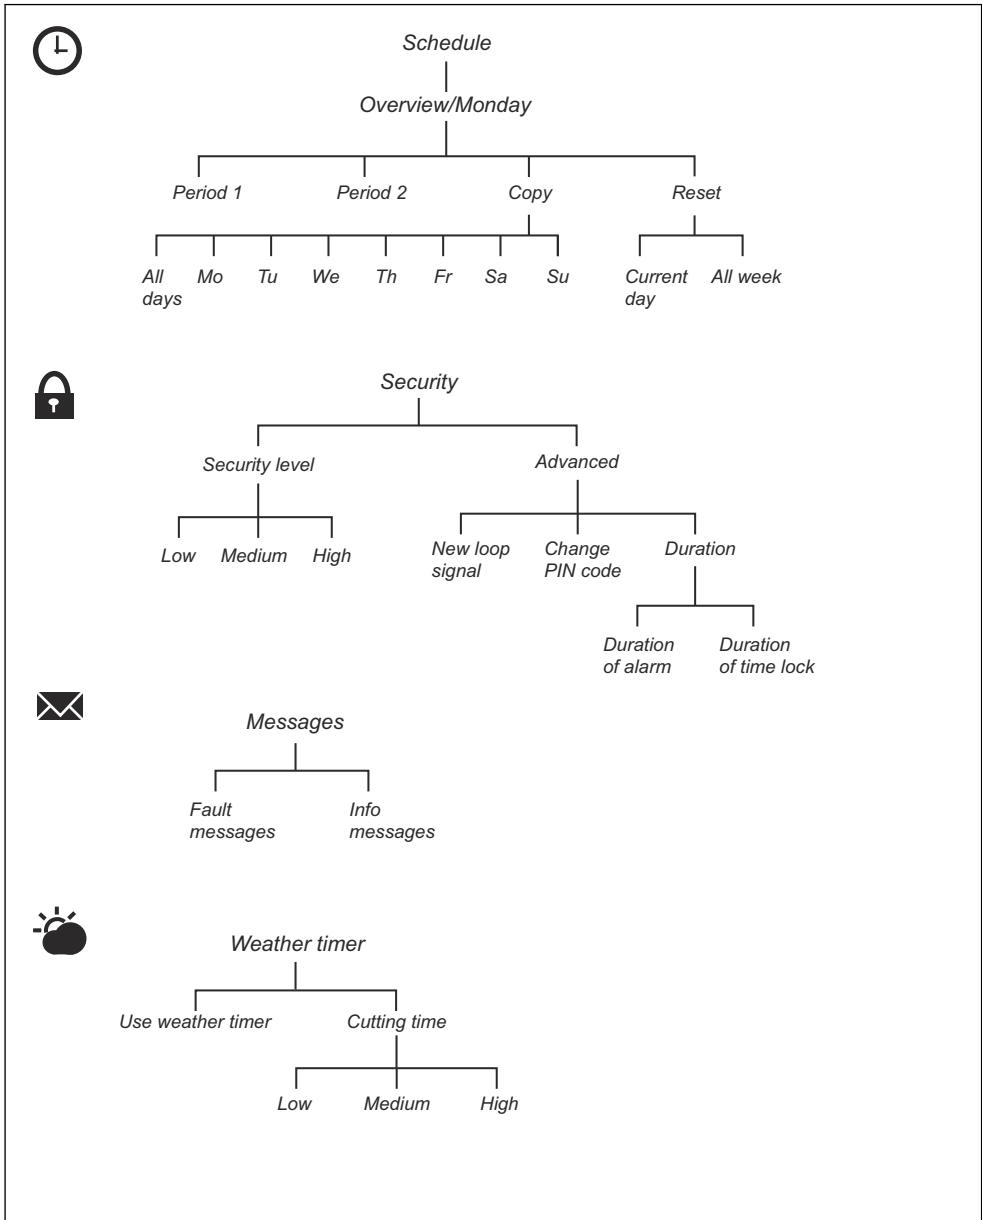 Schedule
Overview/Monday
Period 1 Period 2 Copy Reset
All days Mo Tu We Th Fr Sa Su Current day All week
Security
Security level Advanced
Low Medium High New loop signal Change PIN code Duration
Duration of alarm Duration of time lock
Messages
Fault messages Info messages
Weather timer
Use weather timer Cutting time
Low Medium High